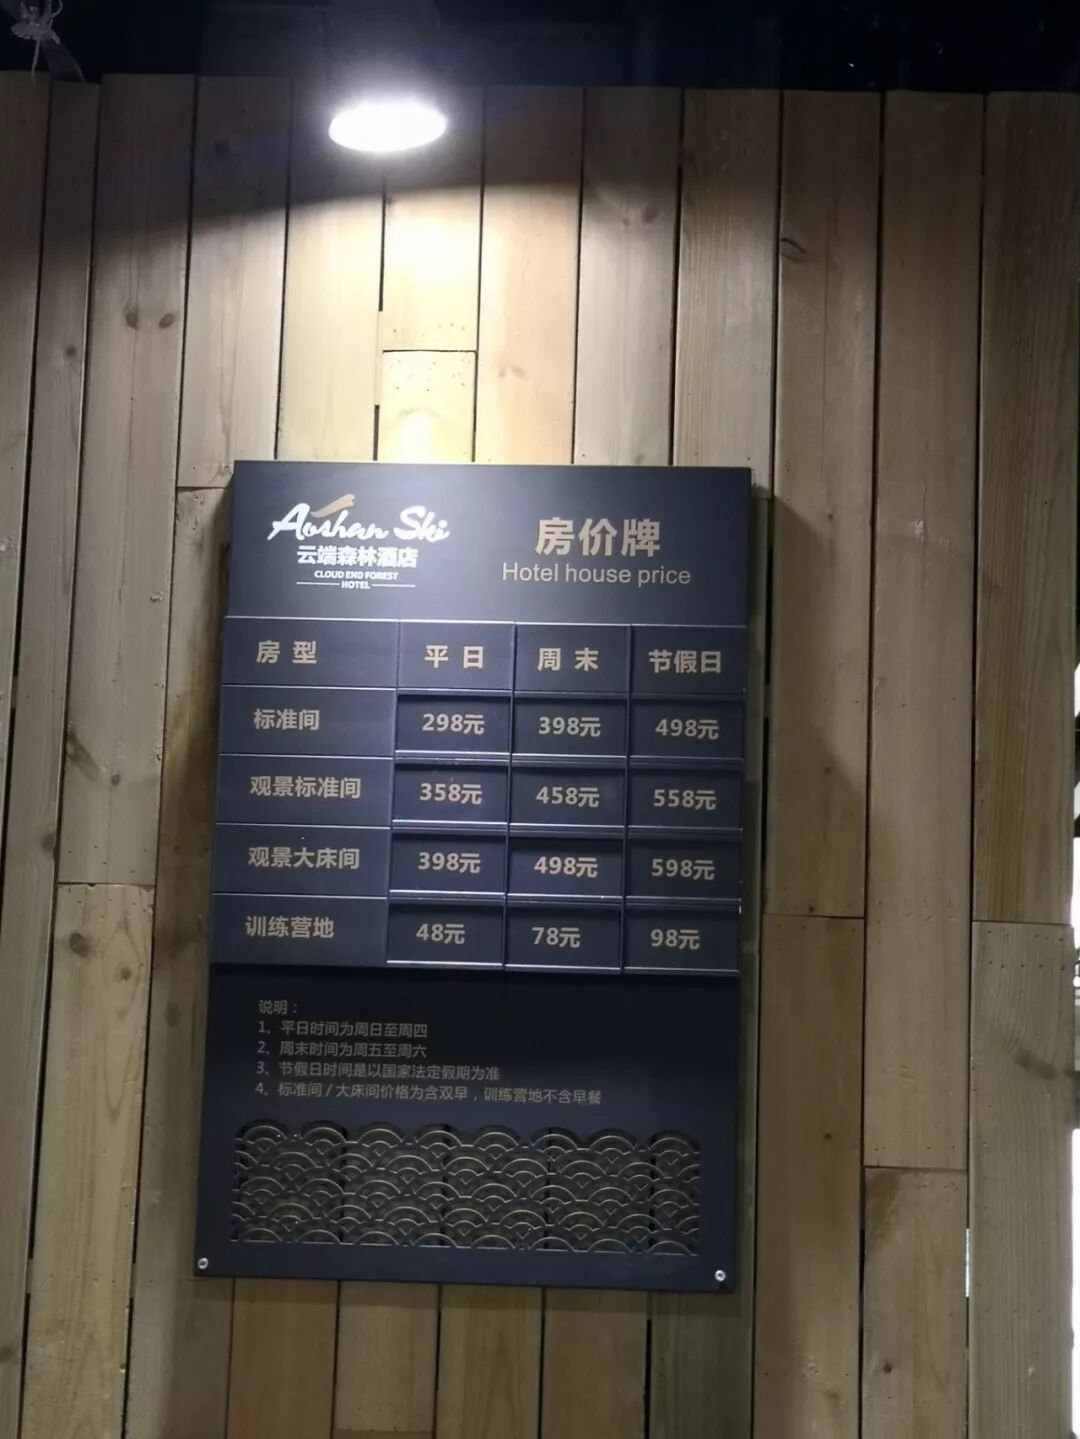 Aoshan Ski
云端森林酒店
CLOUD END FOREST
HOTEL
房价牌
Hotel house price
房型 平日 周末 节假日
标准间 298元 398元 498元
观景标准间 358元 458元 558元
观景大床间 398元 498元 598元
训练营地 48元 78元 98元
说明：
1、平日时间为周日至周四
2、周末时间为周五至周六
3、节假日时间是以国家法定假期为准
4、标准间/大床间价格为含双早，训练营地不含早餐